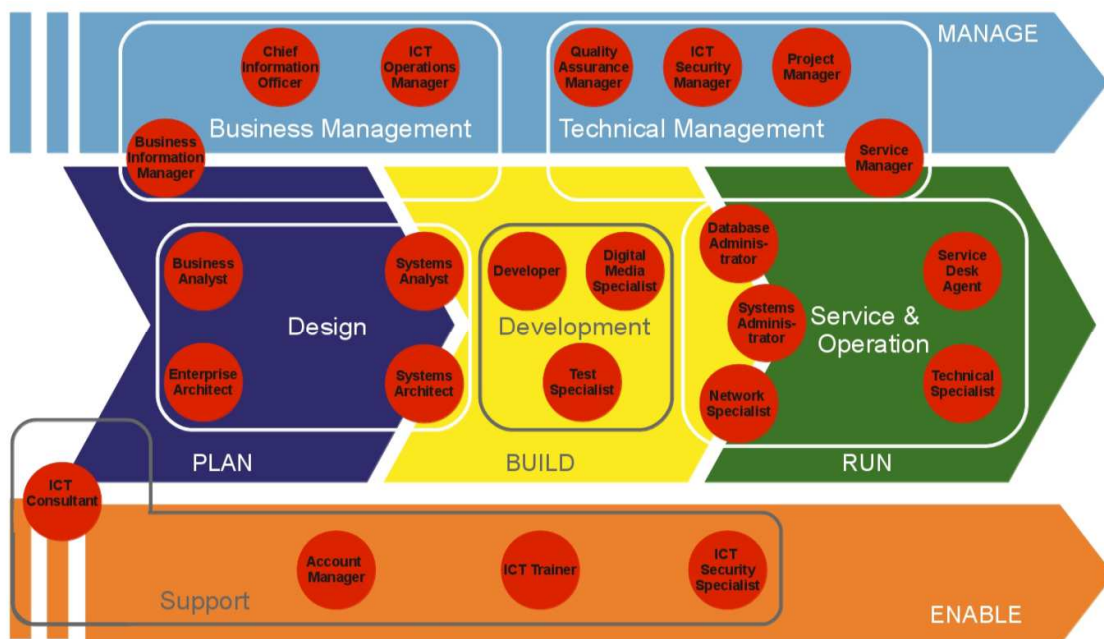 MANAGE
Chief
Information
Officer
ICT
Operations
Manager
Quality
Assurance
Manager
ICT
Security
Manager
Project
Manager
Business Management
Technical Management
Business
Information
Manager
Service
Manager
Business
Analyst
Systems
Analyst
Developer
Digital
Media
Specialist
Database
Adminis-
trator
Service
Desk
Agent
Design
Development
Systems
Adminis-
trator
Service &
Operation
Enterprise
Architect
Systems
Architect
Test
Specialist
Network
Specialist
Technical
Specialist
PLAN
BUILD
RUN
ICT
Consultant
Account
Manager
ICT Trainer
ICT
Security
Specialist
Support
ENABLE